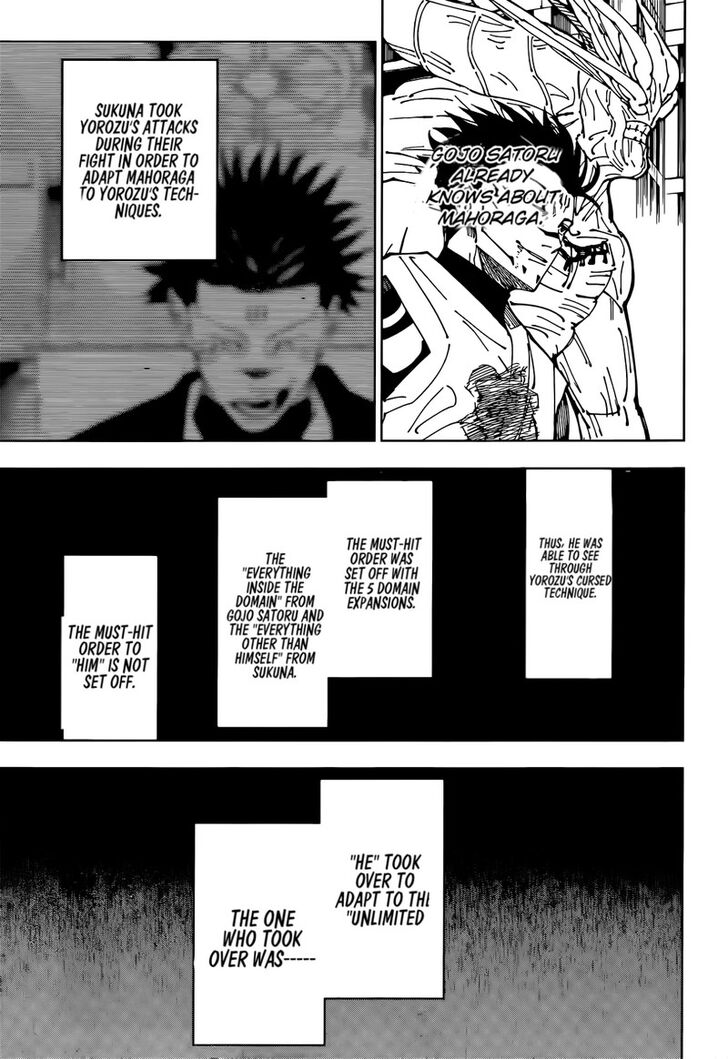 GOJO SATORU
ALREADY
KNOWS ABOUT
MAHORAGA.
SUKUNA TOOK
YOROZU'S ATTACKS
DURING THEIR
FIGHT IN ORDER TO
ADAPT MAHORAGA
TO YOROZU'S TECH-
NIQUES.
THUS, HE WAS
ABLE TO SEE
THROUGH
YOROZU'S CURSED
TECHNIQUE.
THE MUST-HIT
ORDER WAS
SET OFF WITH
THE 5 DOMAIN
EXPANSIONS.
THE
"EVERYTHING
INSIDE THE
DOMAIN" FROM
GOJO SATORU AND
THE "EVERYTHING
OTHER THAN
HIMSELF" FROM
SUKUNA.
THE MUST-HIT
ORDER TO
"HIM" IS NOT
SET OFF.
"HE" TOOK
OVER TO
ADAPT TO THE
"UNLIMITED
THE ONE
WHO TOOK
OVER WAS-----